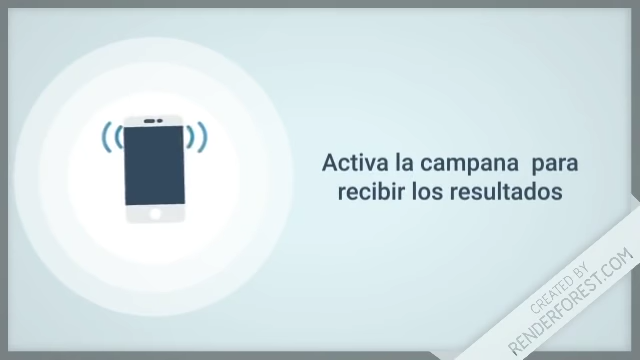 Activa la campana  para
recibir los resultados
CREATED BY
RENDERFOREST.COM